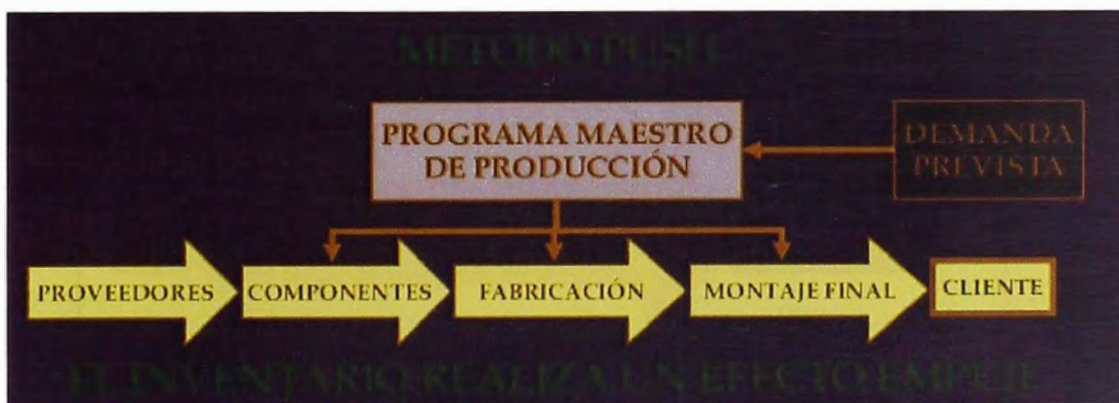 MÉTODO PUSH
PROGRAMA MAESTRO
DE PRODUCCIÓN
DEMANDA
PREVISTA
PROVEEDORES
COMPONENTES
FABRICACIÓN
MONTAJE FINAL
CLIENTE
EL INVENTARIO REALIZA UN EFECTO EMPUJE